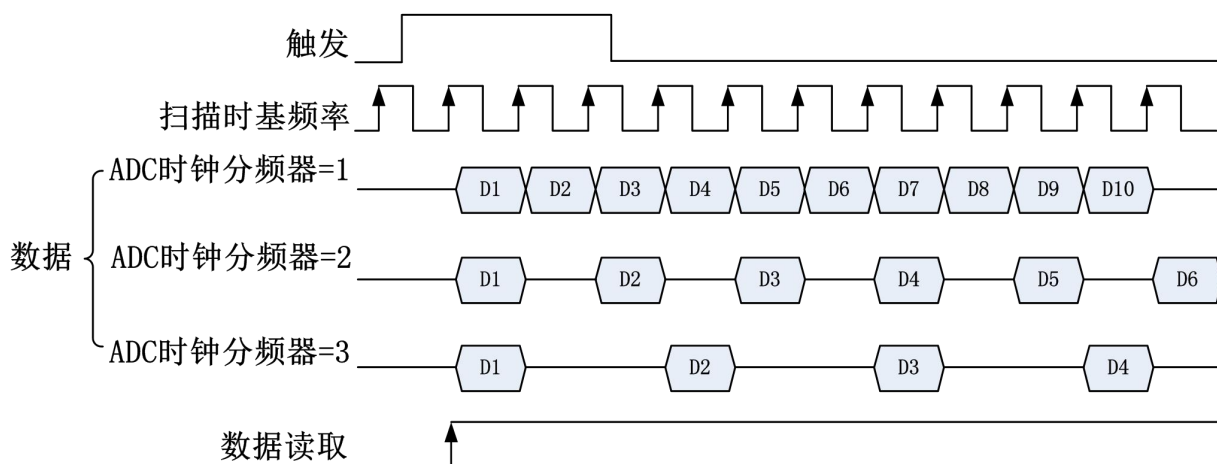 触发
扫描时基频率
ADC时钟分频器=1
D1 D2 D3 D4 D5 D6 D7 D8 D9 D10
数据
ADC时钟分频器=2
D1 D2 D3 D4 D5 D6
ADC时钟分频器=3
D1 D2 D3 D4
数据读取